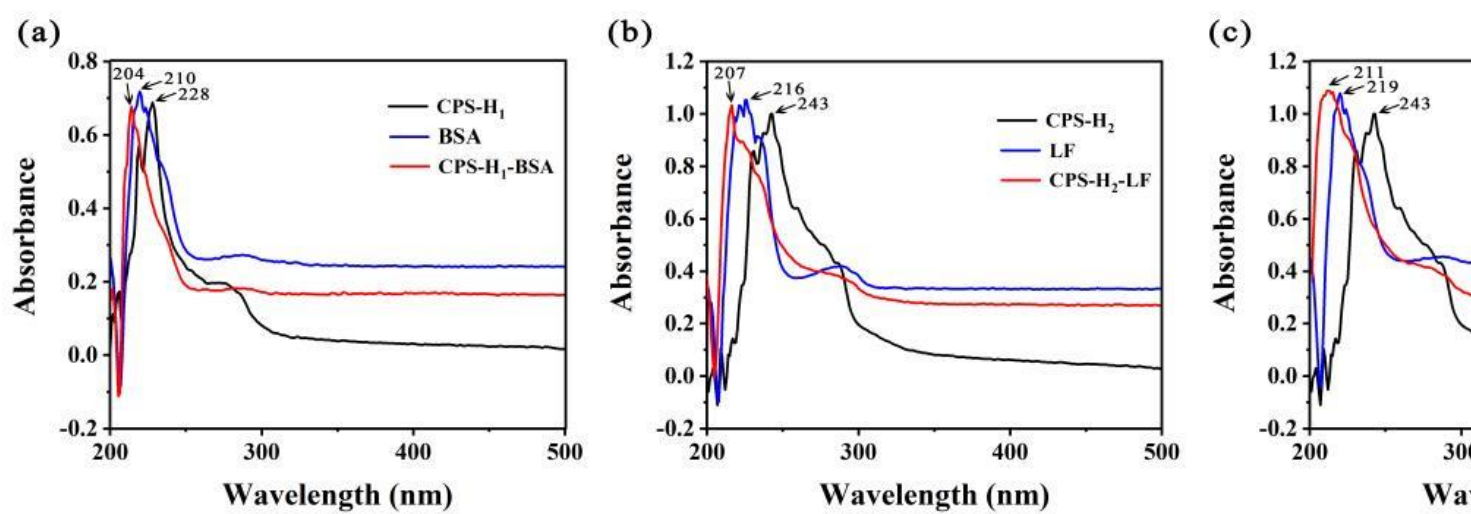 (a)
Absorbance
0.8
0.6
0.4
0.2
0.0
-0.2
204
210
228
CPS-H₁
BSA
CPS-H₁-BSA
200
300
400
500
Wavelength (nm)
(b)
Absorbance
1.2
1.0
0.8
0.6
0.4
0.2
0.0
-0.2
207
216
243
CPS-H₂
LF
CPS-H₂-LF
200
300
400
500
Wavelength (nm)
(c)
Absorbance
1.2
1.0
0.8
0.6
0.4
0.2
0.0
-0.2
211
219
243
200